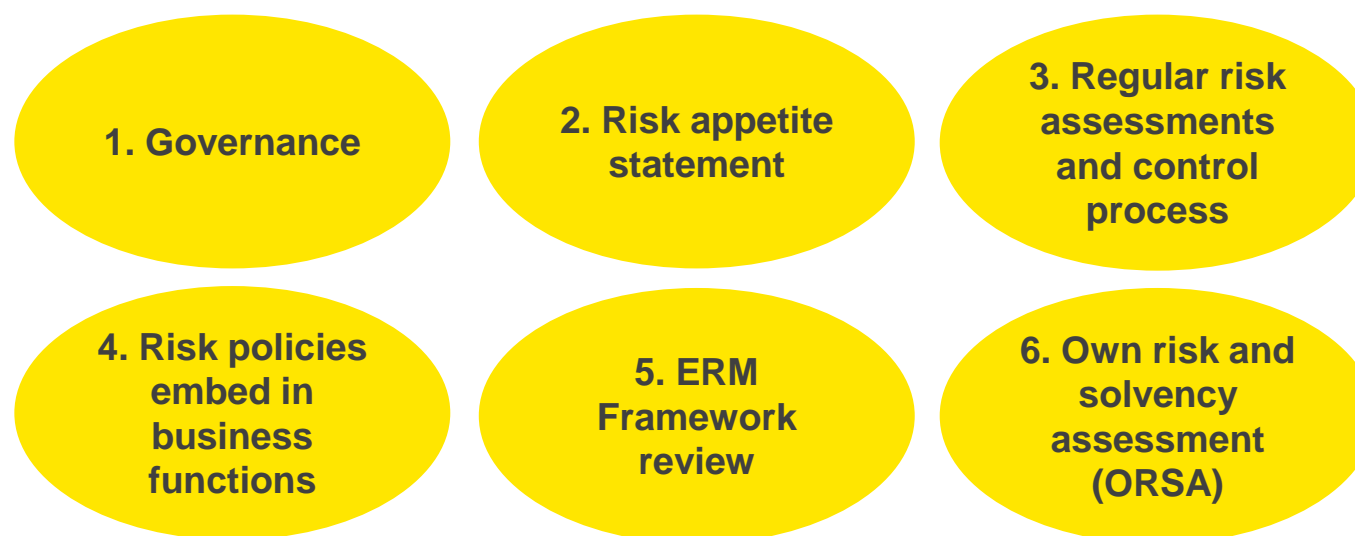 1. Governance
2. Risk appetite
statement
3. Regular risk
assessments
and control
process
4. Risk policies
embed in
business
functions
5. ERM
Framework
review
6. Own risk and
solvency
assessment
(ORSA)